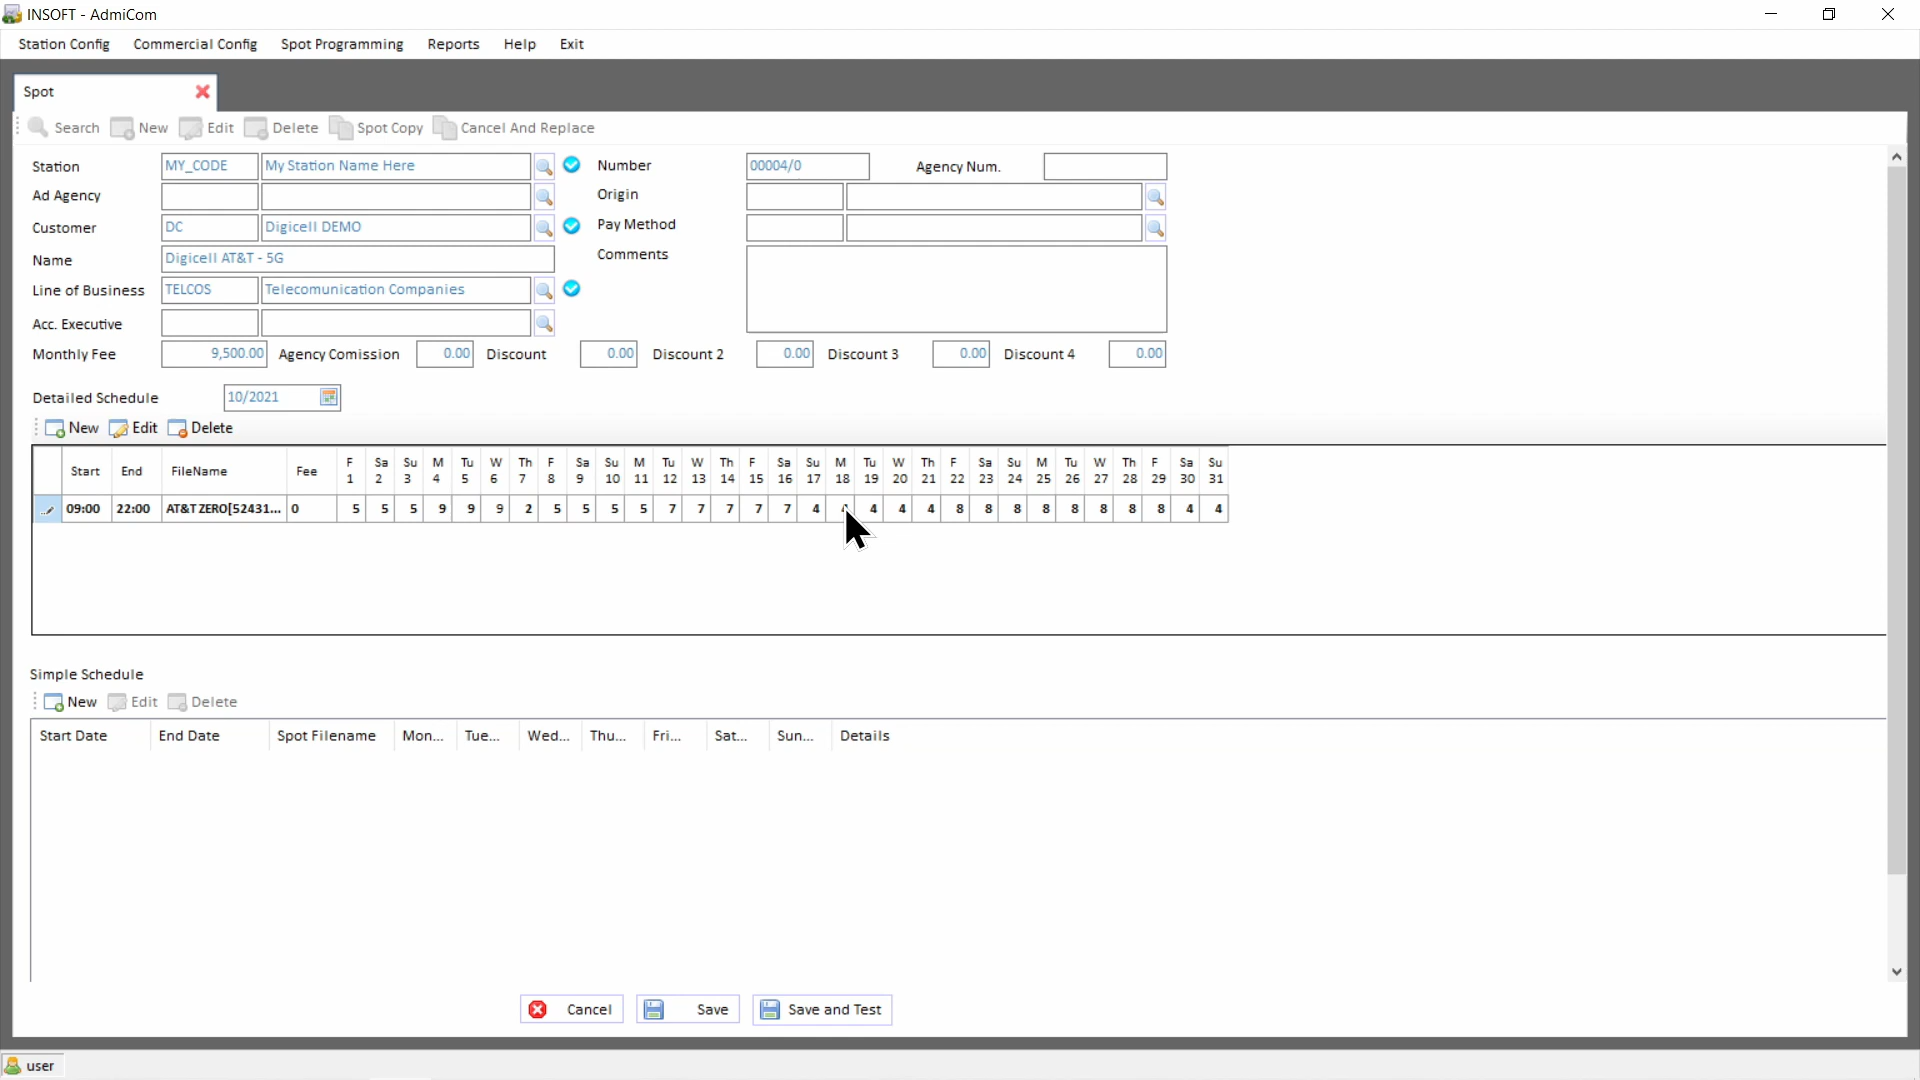 INSOFT - AdmiCom
Station Config Commercial Config Spot Programming Reports Help Exit
Spot
Search New Edit Delete Spot Copy Cancel And Replace
Station MY_CODE My Station Name Here Number 00004/0 Agency Num.
Ad Agency Origin
Customer DC Digicell DEMO Pay Method
Name Digicell AT&T - 5G Comments
Line of Business TELCOS Telecomunication Companies
Acc. Executive
Monthly Fee 9,500.00 Agency Comission 0.00 Discount 0.00 Discount 2 0.00 Discount 3 0.00 Discount 4 0.00
Detailed Schedule 10/2021
New Edit Delete
Start End FileName Fee F 1 Sa 2 Su 3 M 4 Tu 5 W 6 Th 7 F 8 Sa 9 Su 10 M 11 Tu 12 W 13 Th 14 F 15 Sa 16 Su 17 M 18 Tu 19 W 20 Th 21 F 22 Sa 23 Su 24 M 25 Tu 26 W 27 Th 28 F 29 Sa 30 Su 31
09:00 22:00 AT&T ZERO[52431... 0 5 5 5 9 9 9 2 5 5 5 5 7 7 7 7 7 4 4 4 4 8 8 8 8 8 8 8 8 4 4
Simple Schedule
New Edit Delete
Start Date End Date Spot Filename Mon... Tue... Wed... Thu... Fri... Sat... Sun... Details
Cancel Save Save and Test
user